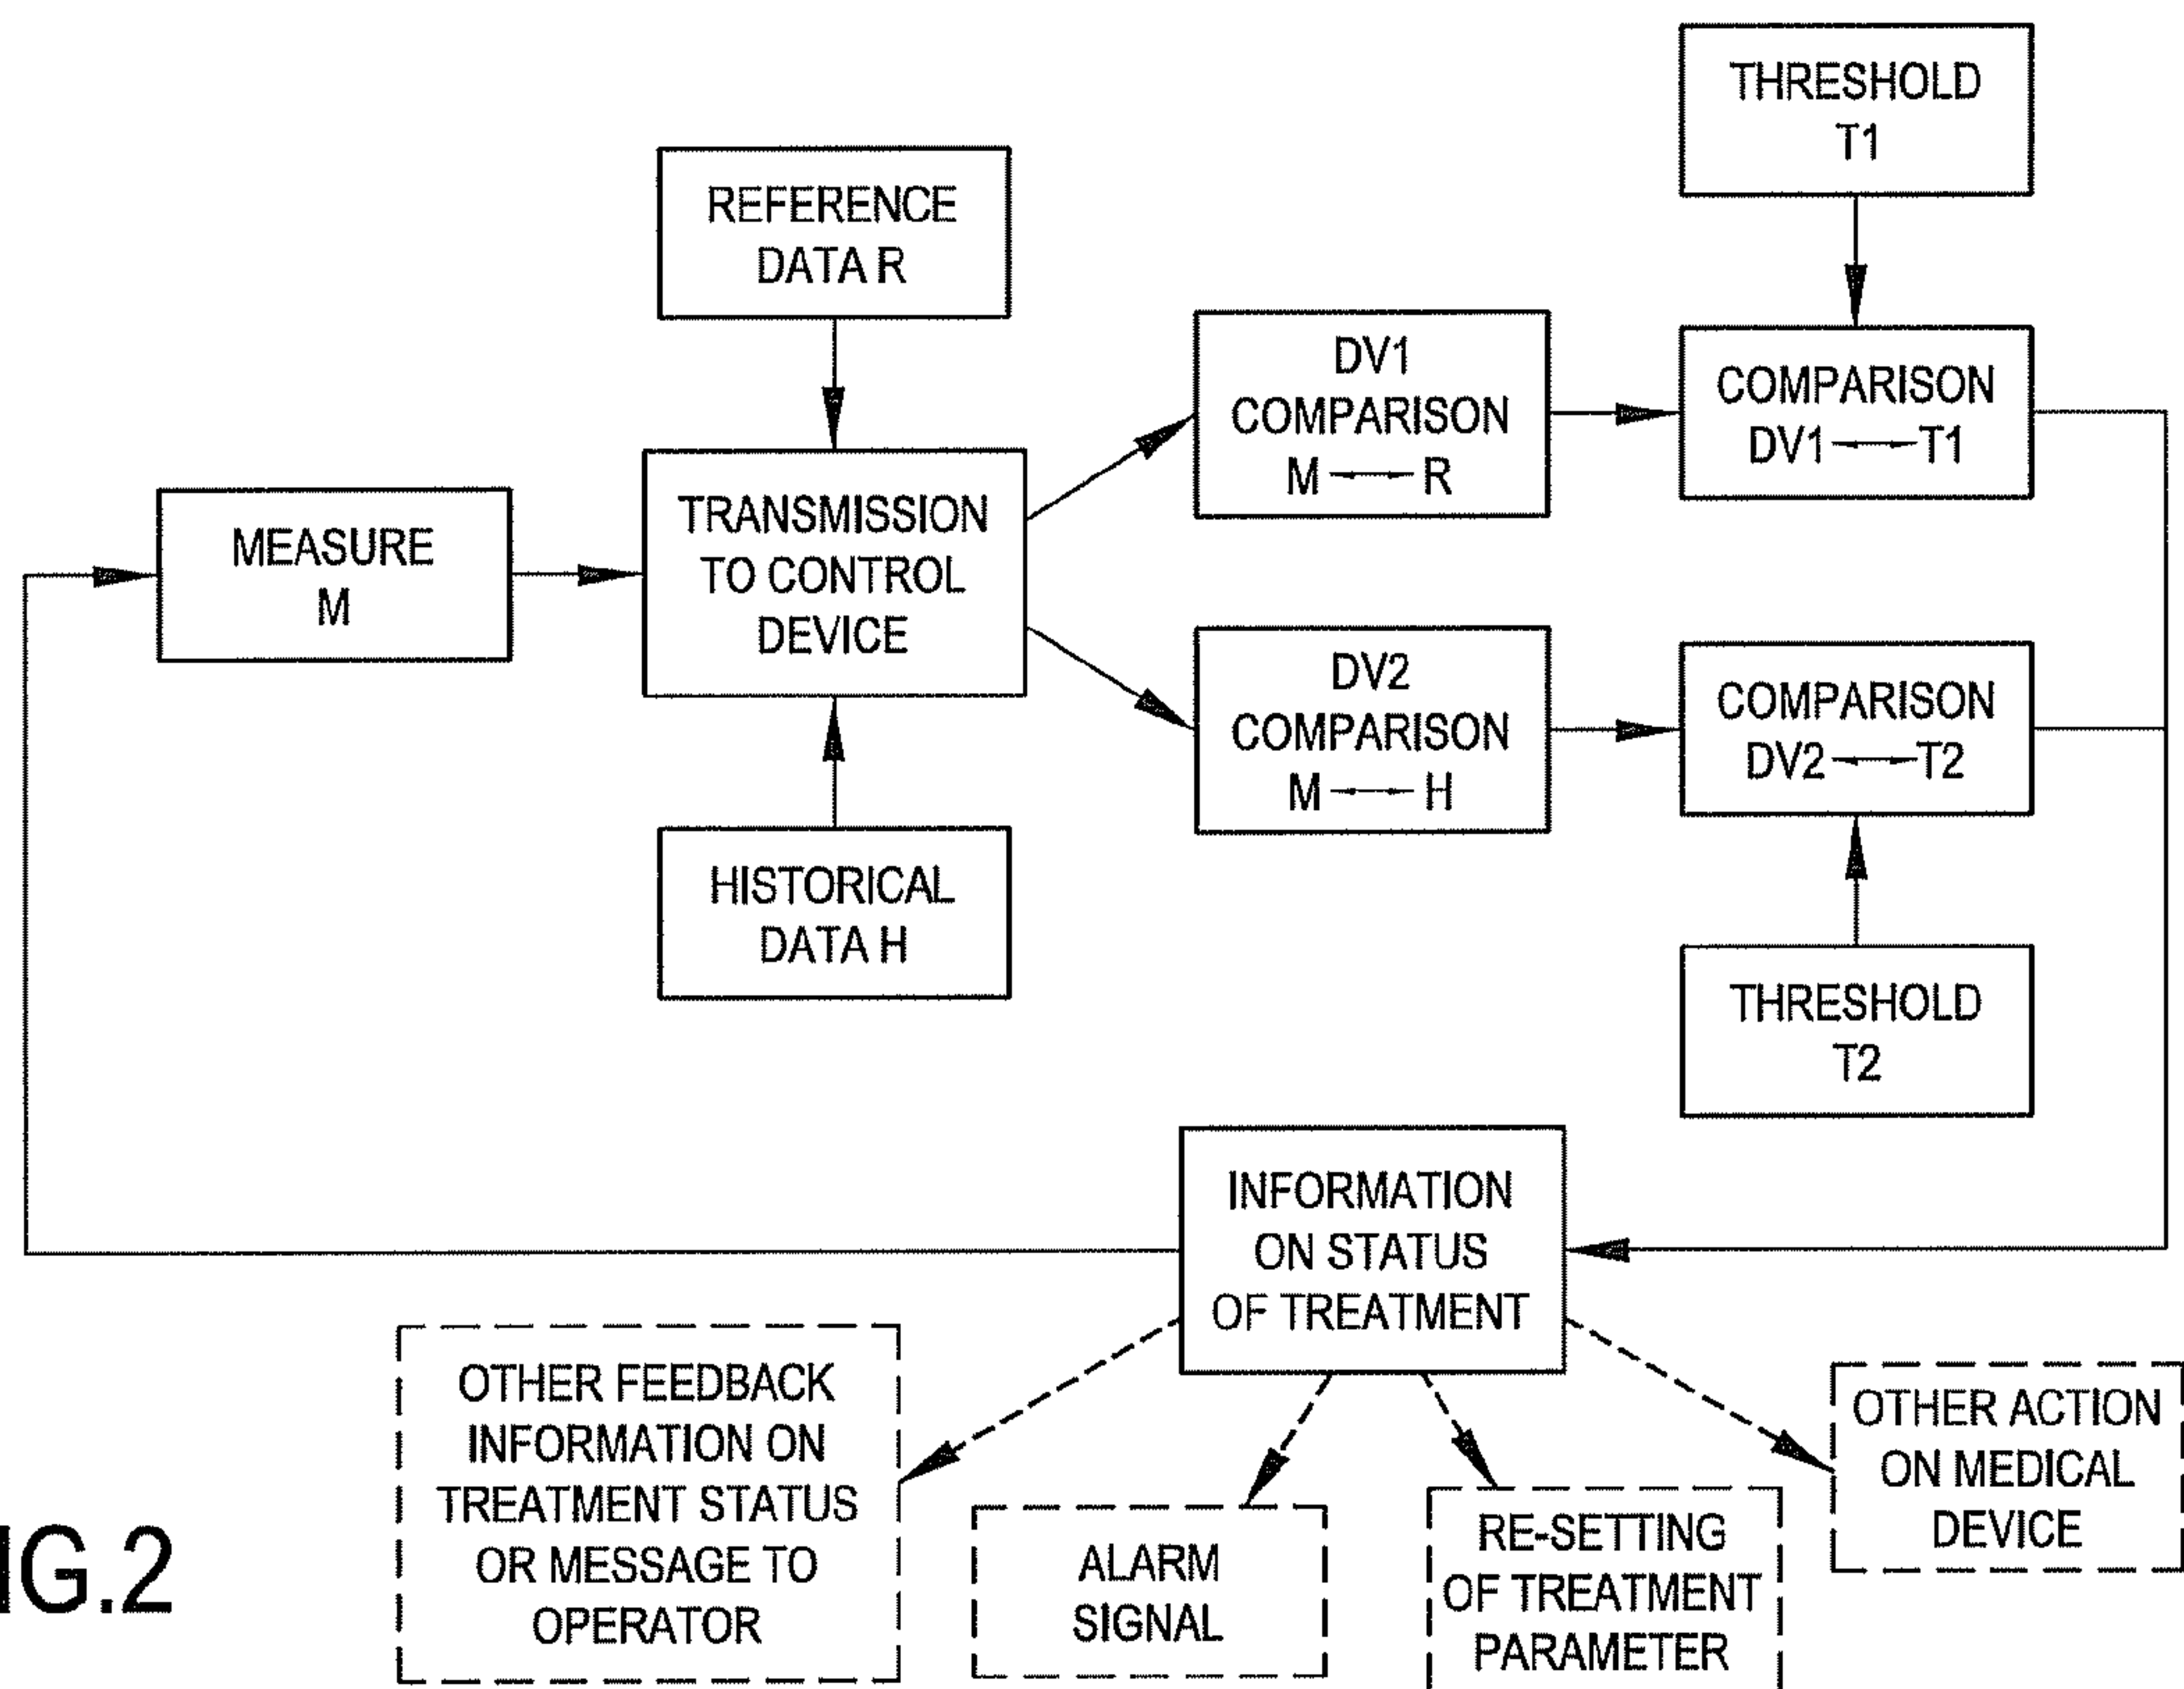 THRESHOLD
T1
REFERENCE
DATA R
DV1
COMPARISON
M R
COMPARISON
DV1 T1
MEASURE
M
TRANSMISSION
TO CONTROL
DEVICE
DV2
COMPARISON
M H
COMPARISON
DV2 T2
HISTORICAL
DATA H
THRESHOLD
T2
INFORMATION
ON STATUS
OF TREATMENT
OTHER FEEDBACK
INFORMATION ON
TREATMENT STATUS
OR MESSAGE TO
OPERATOR
ALARM
SIGNAL
RE-SETTING
OF TREATMENT
PARAMETER
OTHER ACTION
ON MEDICAL
DEVICE
IG.2